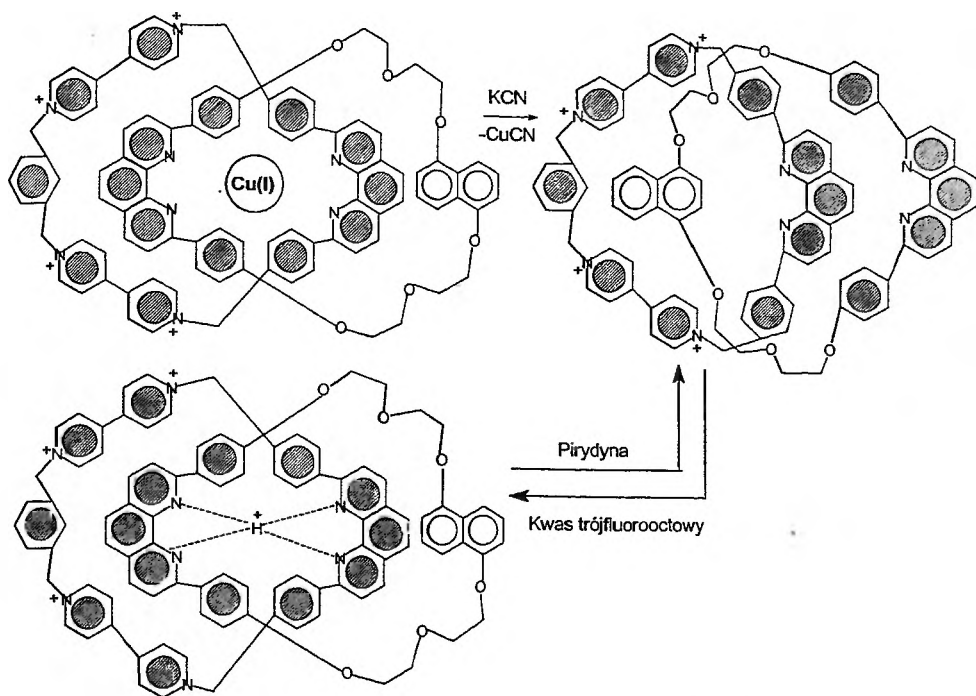 +
N O
O
+
N O
N N
Cu(I)
N N
+
N O
O
N O
+
KCN
-CuCN
+
N O
O
+
N O
N N
N N
+
N O O
N O O
+
+
N O
O
+
N O
N N
+
H
N N
+
N O
O
N O
Pirydyna
Kwas trójfluorooctowy